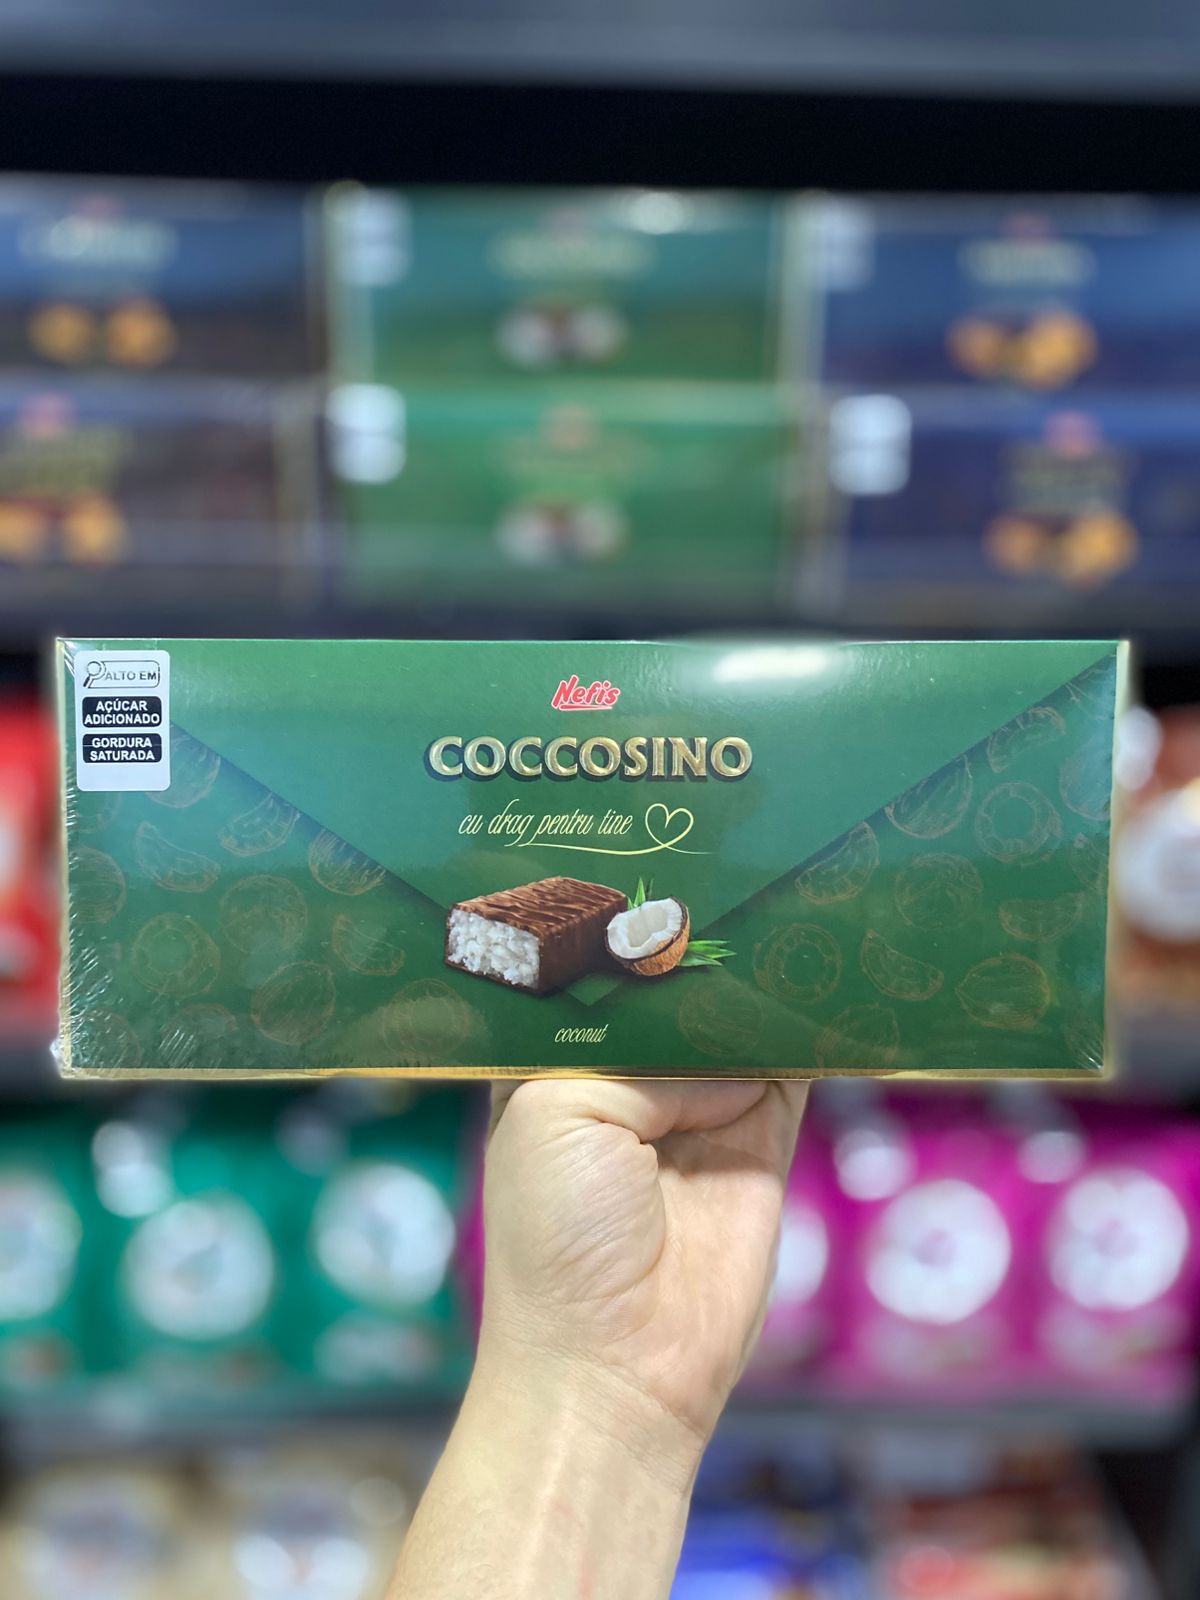 ALTO EM
AÇÚCAR
ADICIONADO
GORDURA
SATURADA
Nefis
COCCOSINO
cu drag pentru tine
coconut